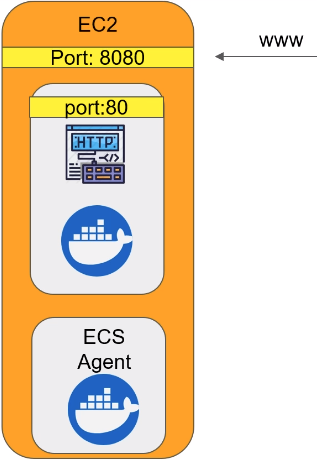 EC2
Port: 8080
www
port:80
HTTP.
</>
ECS
Agent